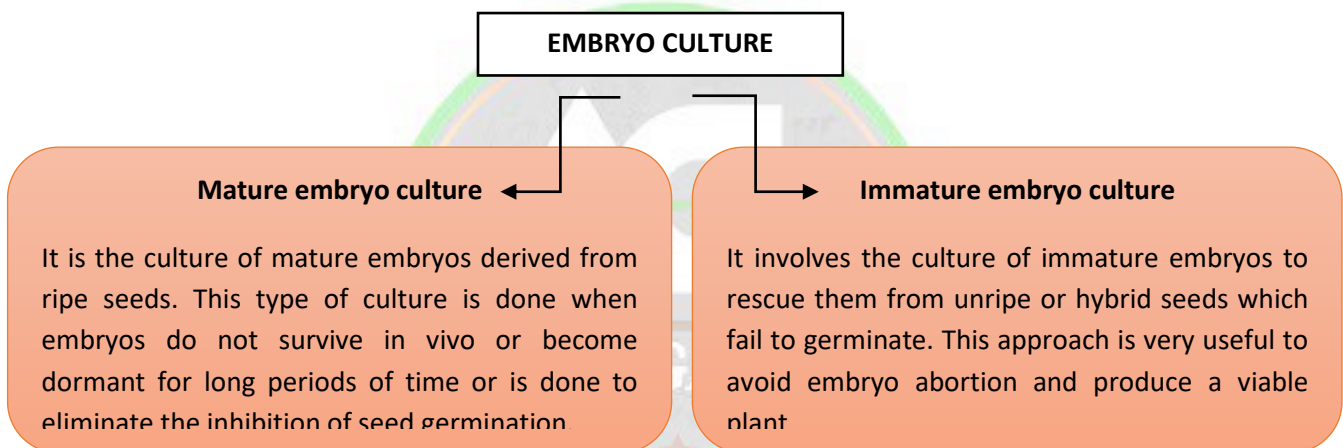 EMBRYO CULTURE
Mature embryo culture
It is the culture of mature embryos derived from
ripe seeds. This type of culture is done when
embryos do not survive in vivo or become
dormant for long periods of time or is done to
eliminate the inhibition of seed germination.
Immature embryo culture
It involves the culture of immature embryos to
rescue them from unripe or hybrid seeds which
fail to germinate. This approach is very useful to
avoid embryo abortion and produce a viable
plant